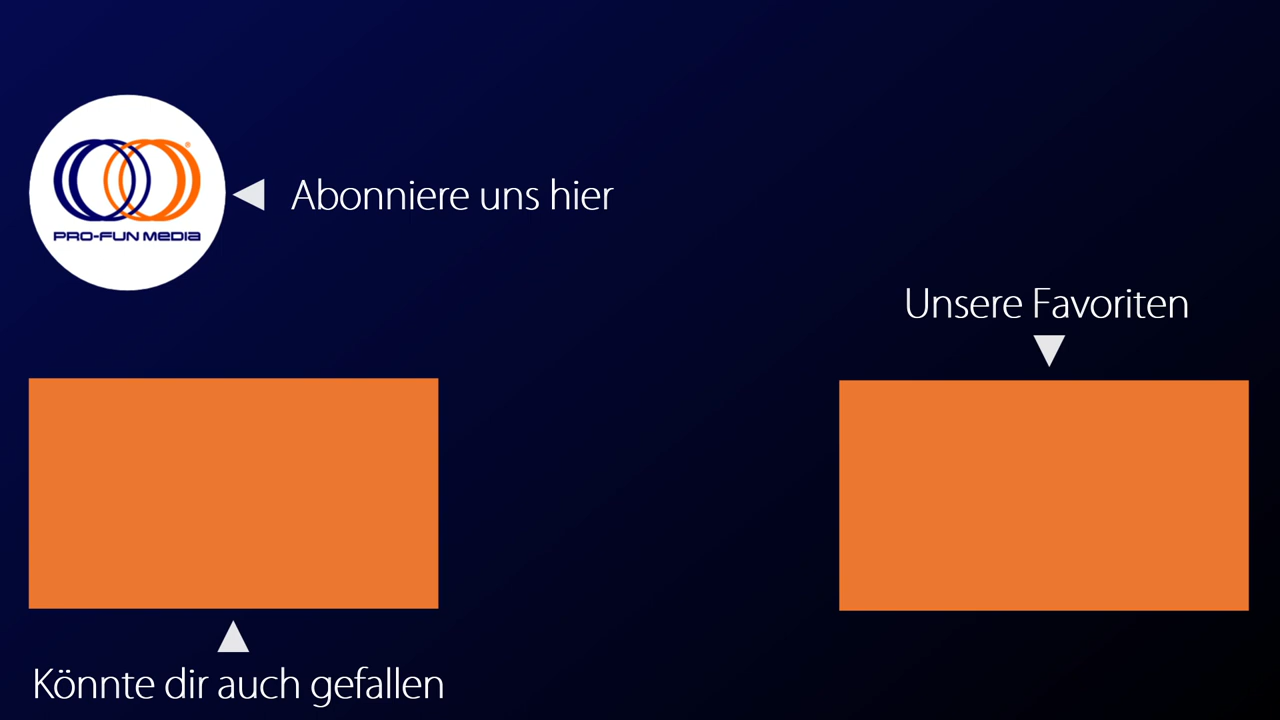 PRO-FUN MEDIA
Abonniere uns hier
Unsere Favoriten
Könnte dir auch gefallen